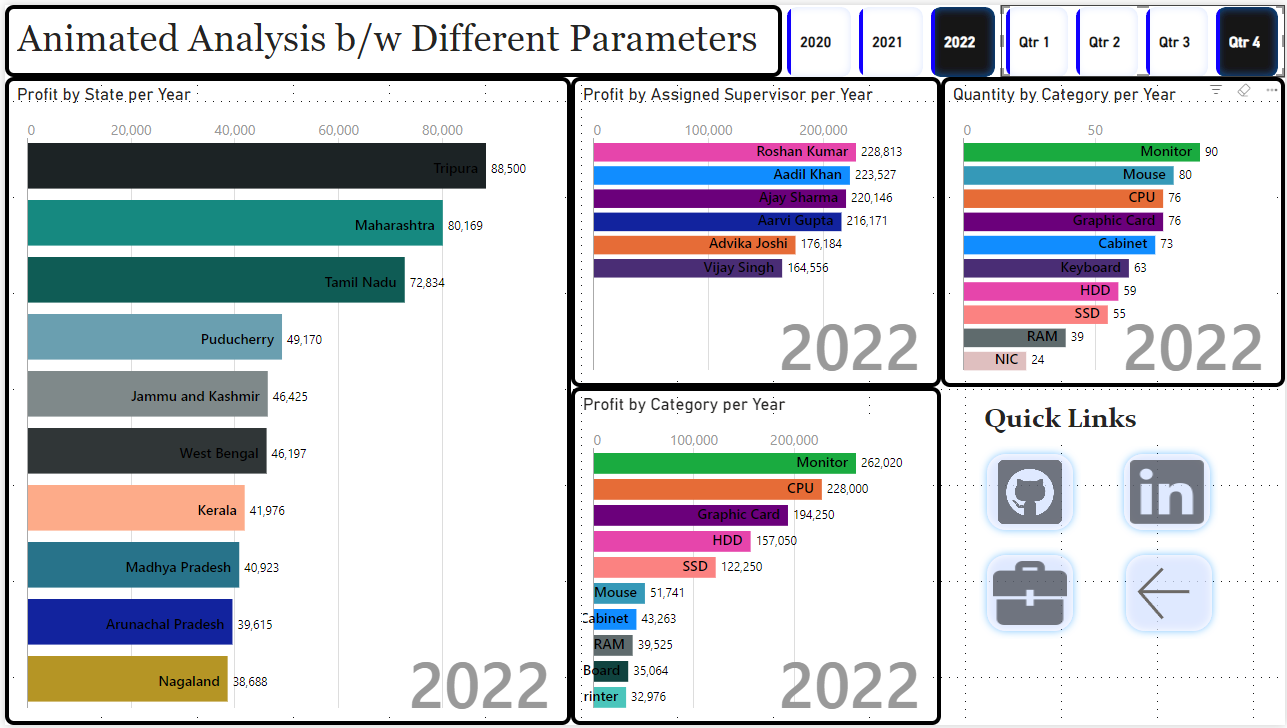 Animated Analysis b/w Different Parameters
2020
2021
2022
Qtr 1
Qtr 2
Qtr 3
Qtr 4
Profit by State per Year
0 20,000 40,000 60,000 80,000
Tripura 88,500
Maharashtra 80,169
Tamil Nadu 72,834
Puducherry 49,170
Jammu and Kashmir 46,425
West Bengal 46,197
Kerala 41,976
Madhya Pradesh 40,923
Arunachal Pradesh 39,615
Nagaland 38,688
2022
Profit by Assigned Supervisor per Year
0 100,000 200,000
Roshan Kumar 228,813
Aadil Khan 223,527
Ajay Sharma 220,146
Aarvi Gupta 216,171
Advika Joshi 176,184
Vijay Singh 164,556
2022
Quantity by Category per Year
0 50
Monitor 90
Mouse 80
CPU 76
Graphic Card 76
Cabinet 73
Keyboard 63
HDD 59
SSD 55
RAM 39
NIC 24
2022
Profit by Category per Year
0 100,000 200,000
Monitor 262,020
CPU 228,000
Graphic Card 194,250
HDD 157,050
SSD 122,250
Mouse 51,741
Cabinet 43,263
RAM 39,525
Board 35,064
rinter 32,976
2022
Quick Links
in